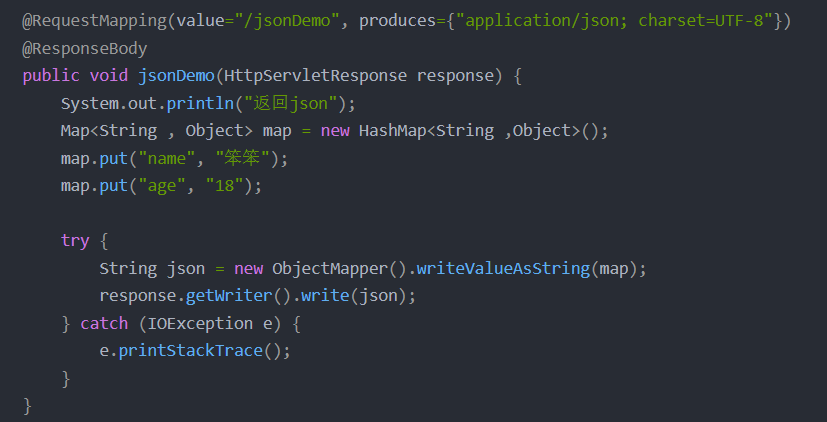 @RequestMapping(value="/jsonDemo", produces={"application/json; charset=UTF-8"})
@ResponseBody
public void jsonDemo(HttpServletResponse response) {
    System.out.println("返回json");
    Map<String , Object> map = new HashMap<String ,Object>();
    map.put("name", "笨笨");
    map.put("age", "18");

    try {
        String json = new ObjectMapper().writeValueAsString(map);
        response.getWriter().write(json);
    } catch (IOException e) {
        e.printStackTrace();
    }
}